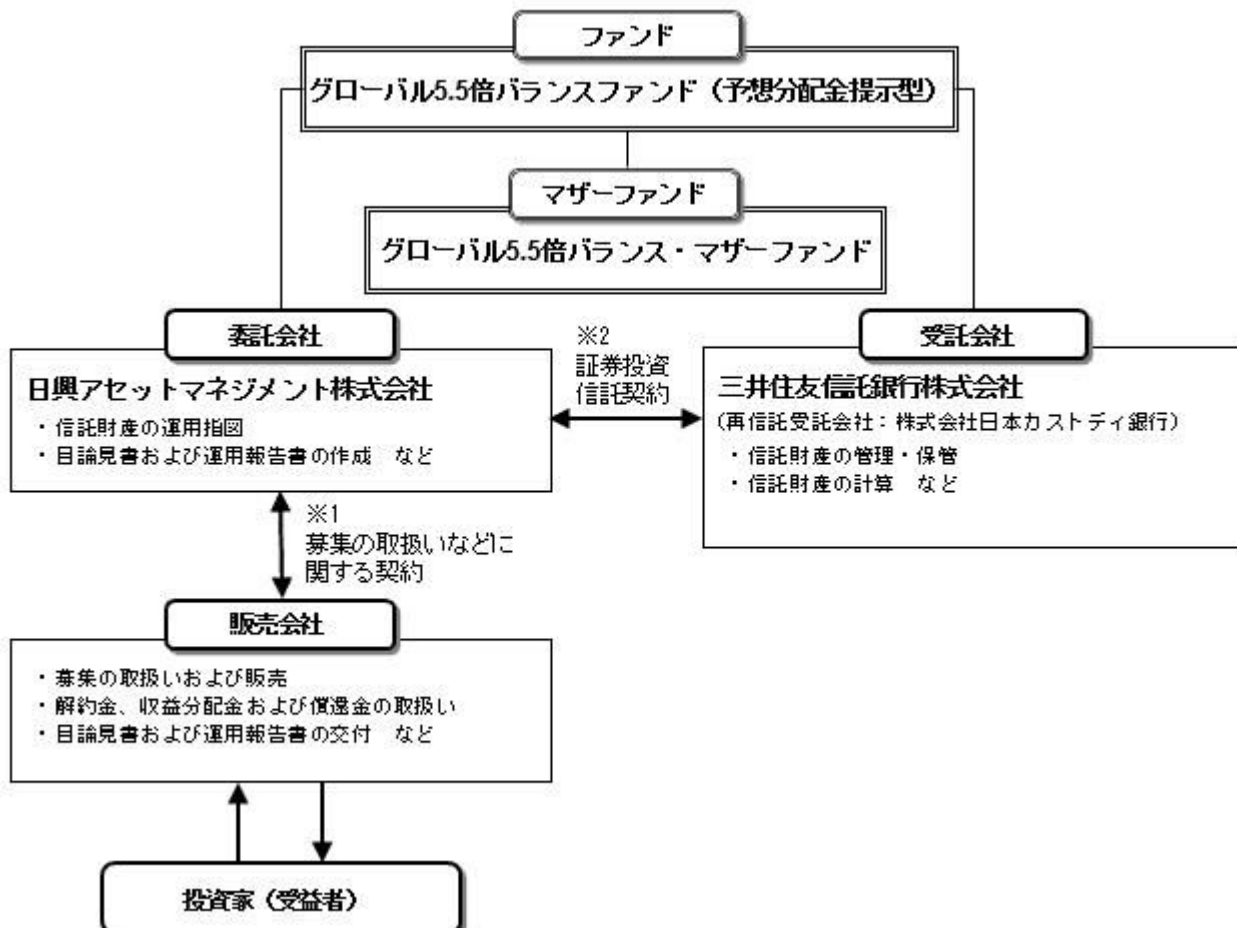 ファンド
グローバル5.5倍バランスファンド（予想分配金提示型）
マザーファンド
グローバル5.5倍バランス・マザーファンド
委託会社
日興アセットマネジメント株式会社
・信託財産の運用指図
・目論見書および運用報告書の作成　など
※2
証券投資
信託契約
受託会社
三井住友信託銀行株式会社
(再信託受託会社：株式会社日本カストディ銀行)
・信託財産の管理・保管
・信託財産の計算　など
※1
募集の取扱いなどに
関する契約
販売会社
・募集の取扱いおよび販売
・解約金、収益分配金および償還金の取扱い
・目論見書および運用報告書の交付　など
投資家（受益者）